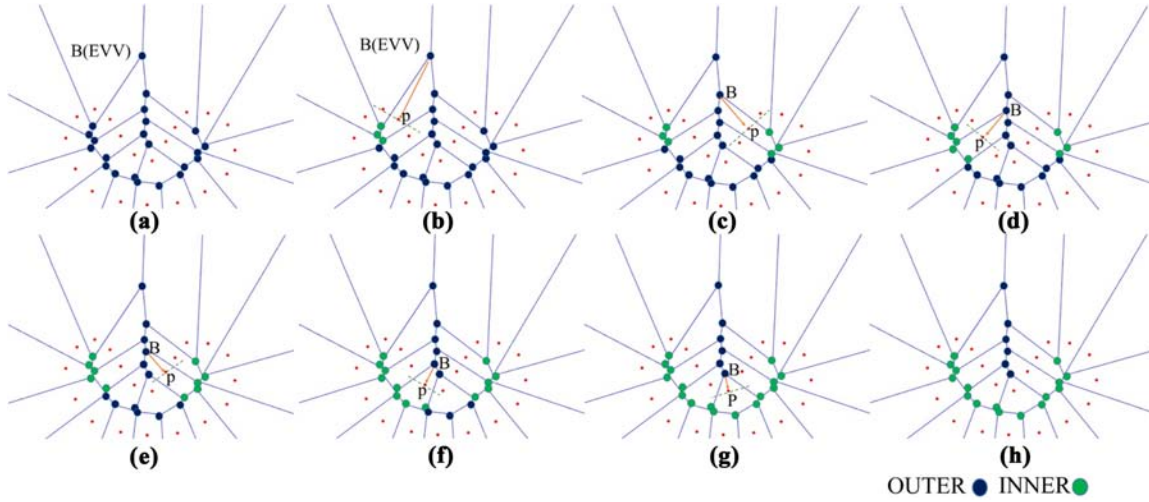 B(EVV)
B(EVV)
p
B
p
B
p
(a)
(b)
(c)
(d)
B
p
B
p
B
P
(e)
(f)
(g)
(h)
OUTER INNER